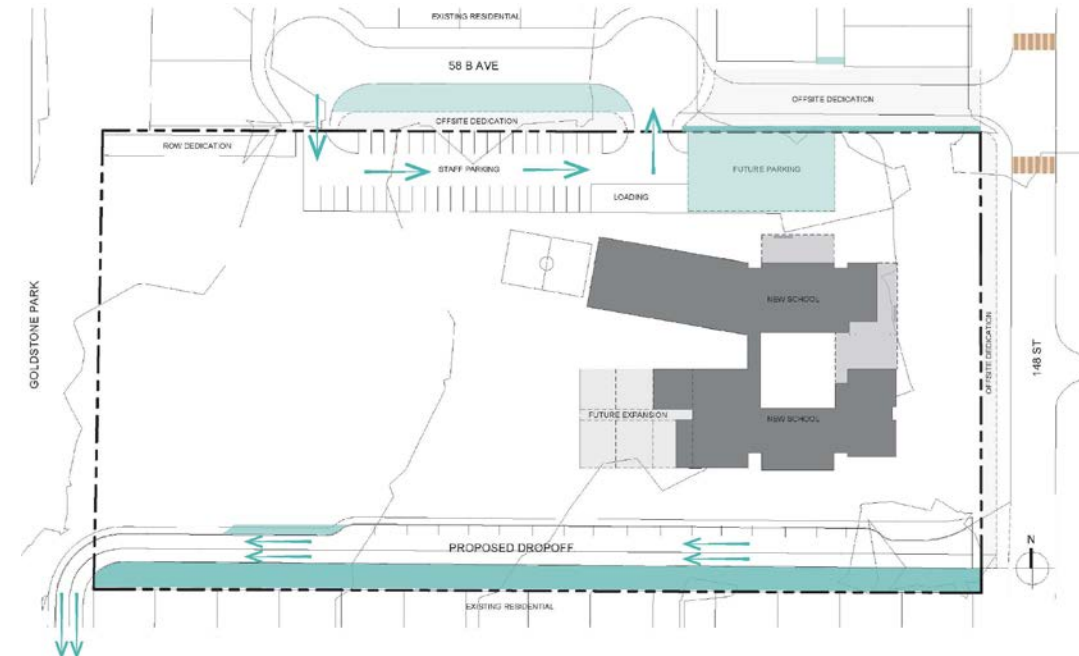 EXISTING RESIDENTIAL
58 B AVE
OFFSITE DEDICATION
OFFSITE DEDICATION
ROW DEDICATION
STAFF PARKING
FUTURE PARKING
LOADING
NEW SCHOOL
GOLDSTONE PARK
OFFSITE DEDICATION
148 ST
FUTURE EXPANSION
NEW SCHOOL
PROPOSED DROPOFF
N
EXISTING RESIDENTIAL